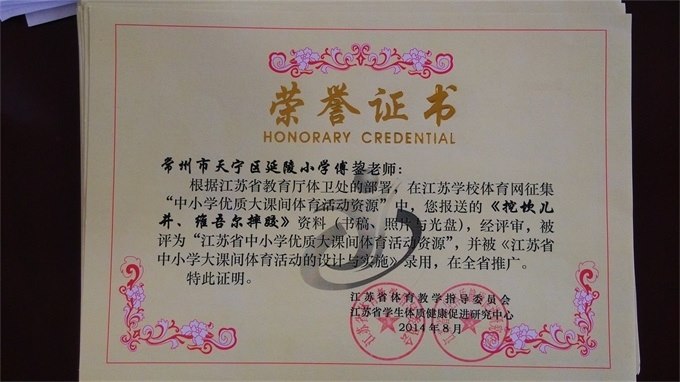 荣誉证书
HONORARY CREDENTIAL
常州市天宁区延陵小学傅鋆老师：
根据江苏省教育厅体卫处的部署，在江苏学校体育网征集
“中小学优质大课间体育活动资源”中，您报送的《挖坎儿
井、维吾尔摔跤》资料（书稿、照片与光盘），经评审，被
评为“江苏省中小学优质大课间体育活动资源”，并被《江苏省
中小学大课间体育活动的设计与实施》录用，在全省推广。
特此证明。
江苏省体育教学指导委员会
江苏省学生体质健康促进研究中心
2014年8月